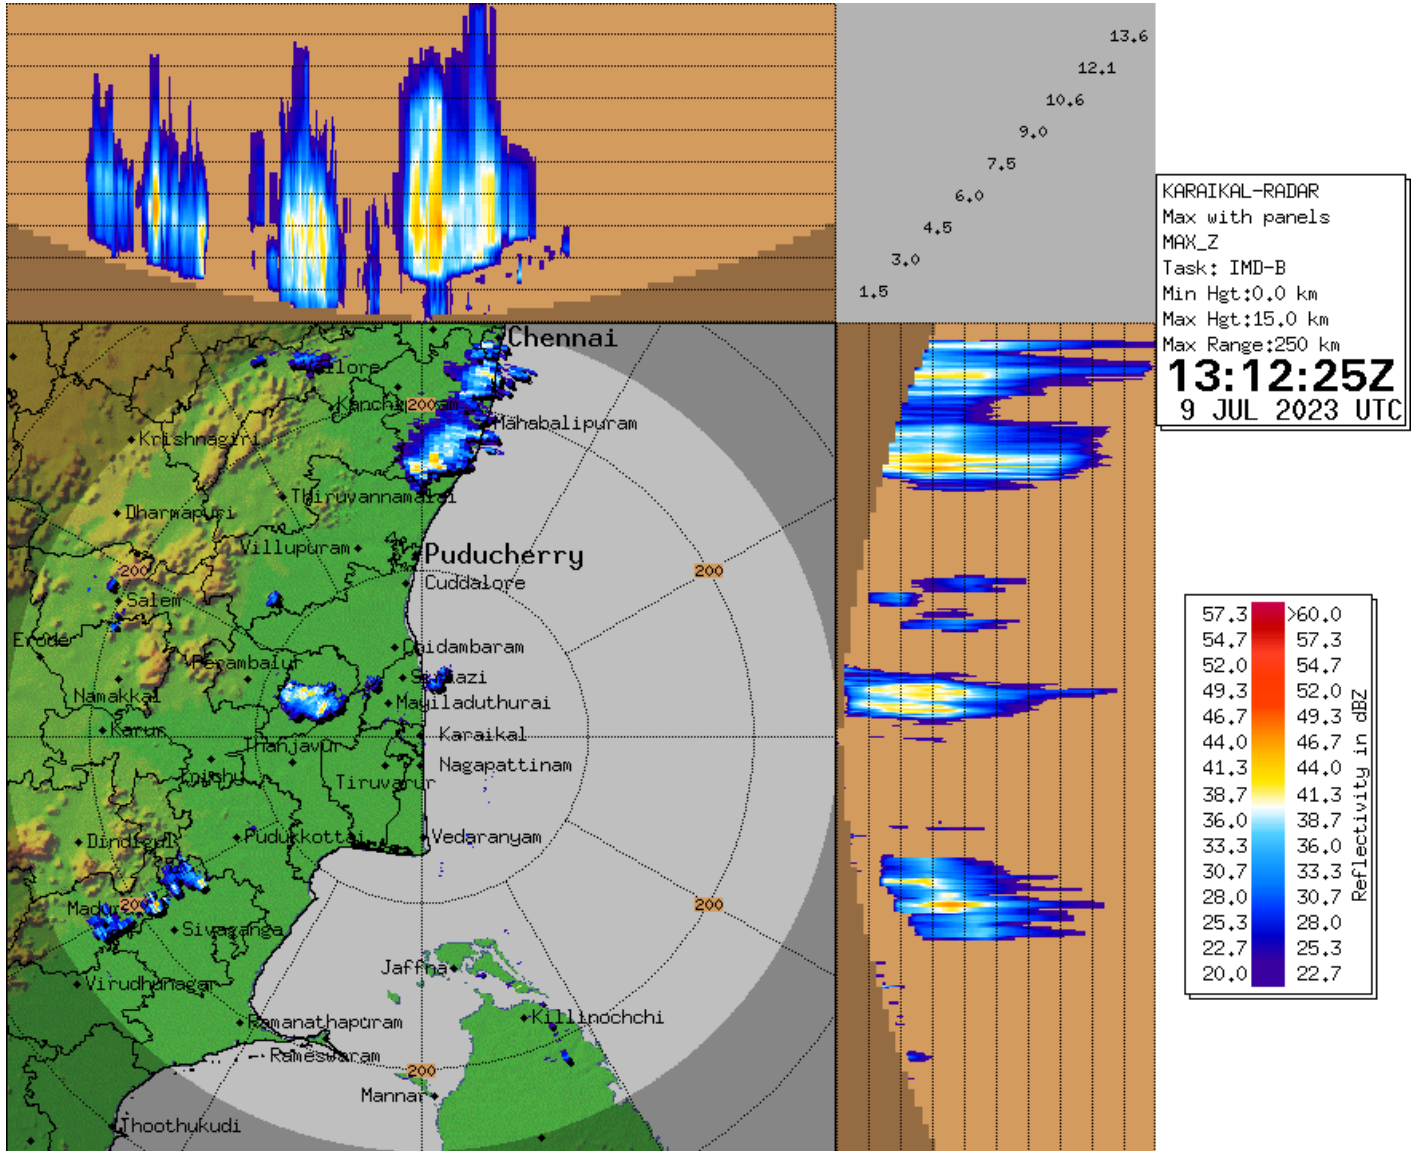 13.6
12.1
10.6
9.0
7.5
6.0
4.5
3.0
1.5
KARAIKAL-RADAR
Max with panels
MAX_Z
Task: IMD-B
Min Hgt:0.0 km
Max Hgt:15.0 km
Max Range:250 km
13:12:25Z
9 JUL 2023 UTC
Chennai
200
Mahabalipuram
Krishnagiri
Thiruvannamalai
Dharmapuri
Villupuram
Puducherry
200
200
Cuddalore
Salem
Erode
Chidambaram
Perambalur
Namakkal
Mayiladuthurai
Karur
Karaikal
Thanjavur
Nagapattinam
Tiruvarur
Pudukkottai
Vedaranyam
Dindigul
200
200
Sivaganga
Jaffna
Virudhunagar
Ramanathapuram
Killinochchi
Rameswaram
200
Mannar
Thoothukudi
57.3 >60.0
54.7 57.3
52.0 54.7
49.3 52.0
46.7 49.3
44.0 46.7
41.3 44.0
38.7 41.3
36.0 38.7
33.3 36.0
30.7 33.3
28.0 30.7
25.3 28.0
22.7 25.3
20.0 22.7
Reflectivity in dBZ